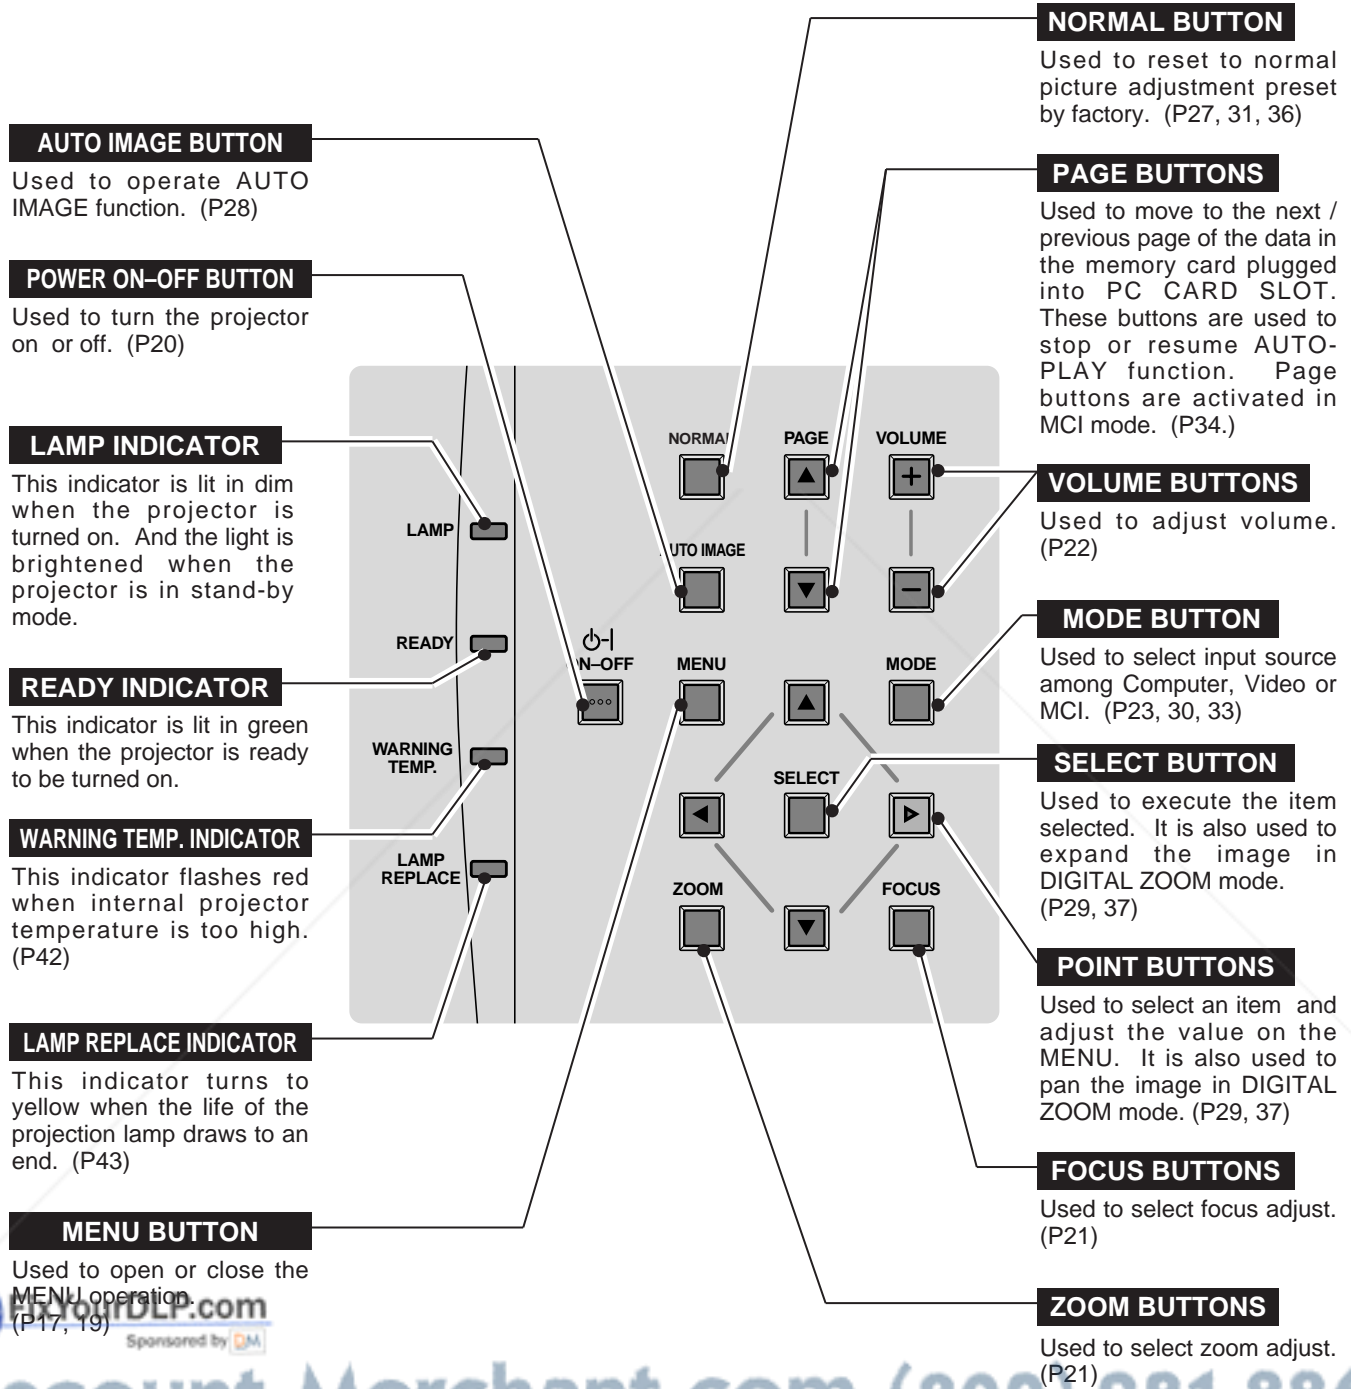 NORMAL BUTTON
Used to reset to normal
picture adjustment preset
by factory. (P27, 31, 36)
AUTO IMAGE BUTTON
Used to operate AUTO
IMAGE function. (P28)
PAGE BUTTONS
Used to move to the next /
previous page of the data in
the memory card plugged
into PC CARD SLOT.
These buttons are used to
stop or resume AUTO-
PLAY function. Page
buttons are activated in
MCI mode. (P34.)
POWER ON–OFF BUTTON
Used to turn the projector
on or off. (P20)
LAMP INDICATOR
This indicator is lit in dim
when the projector is
turned on. And the light is
brightened when the
projector is in stand-by
mode.
VOLUME BUTTONS
Used to adjust volume.
(P22)
READY INDICATOR
This indicator is lit in green
when the projector is ready
to be turned on.
MODE BUTTON
Used to select input source
among Computer, Video or
MCI. (P23, 30, 33)
WARNING TEMP. INDICATOR
This indicator flashes red
when internal projector
temperature is too high.
(P42)
SELECT BUTTON
Used to execute the item
selected. It is also used to
expand the image in
DIGITAL ZOOM mode.
(P29, 37)
LAMP REPLACE INDICATOR
This indicator turns to
yellow when the life of the
projection lamp draws to an
end. (P43)
POINT BUTTONS
Used to select an item and
adjust the value on the
MENU. It is also used to
pan the image in DIGITAL
ZOOM mode. (P29, 37)
MENU BUTTON
Used to open or close the
MENU operation.
(P17, 19)
FOCUS BUTTONS
Used to select focus adjust.
(P21)
ZOOM BUTTONS
Used to select zoom adjust.
(P21)
NORMAL
PAGE
VOLUME
LAMP
AUTO IMAGE
READY
ON–OFF
MENU
MODE
WARNING
TEMP.
SELECT
LAMP
REPLACE
ZOOM
FOCUS
FixYourDLP.com
Sponsored by DM